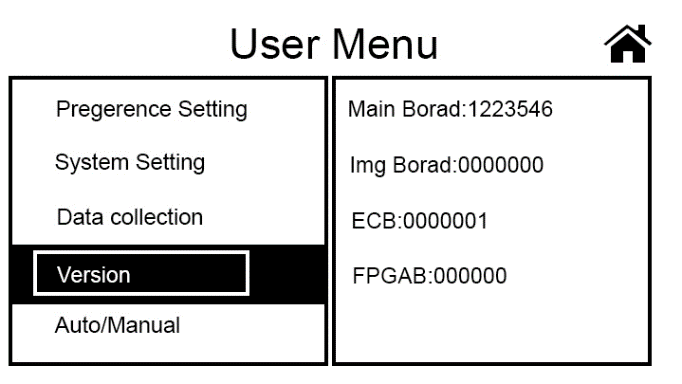 User Menu
Pregerence Setting
System Setting
Data collection
Version
Auto/Manual
Main Borad:1223546
Img Borad:0000000
ECB:0000001
FPGAB:000000